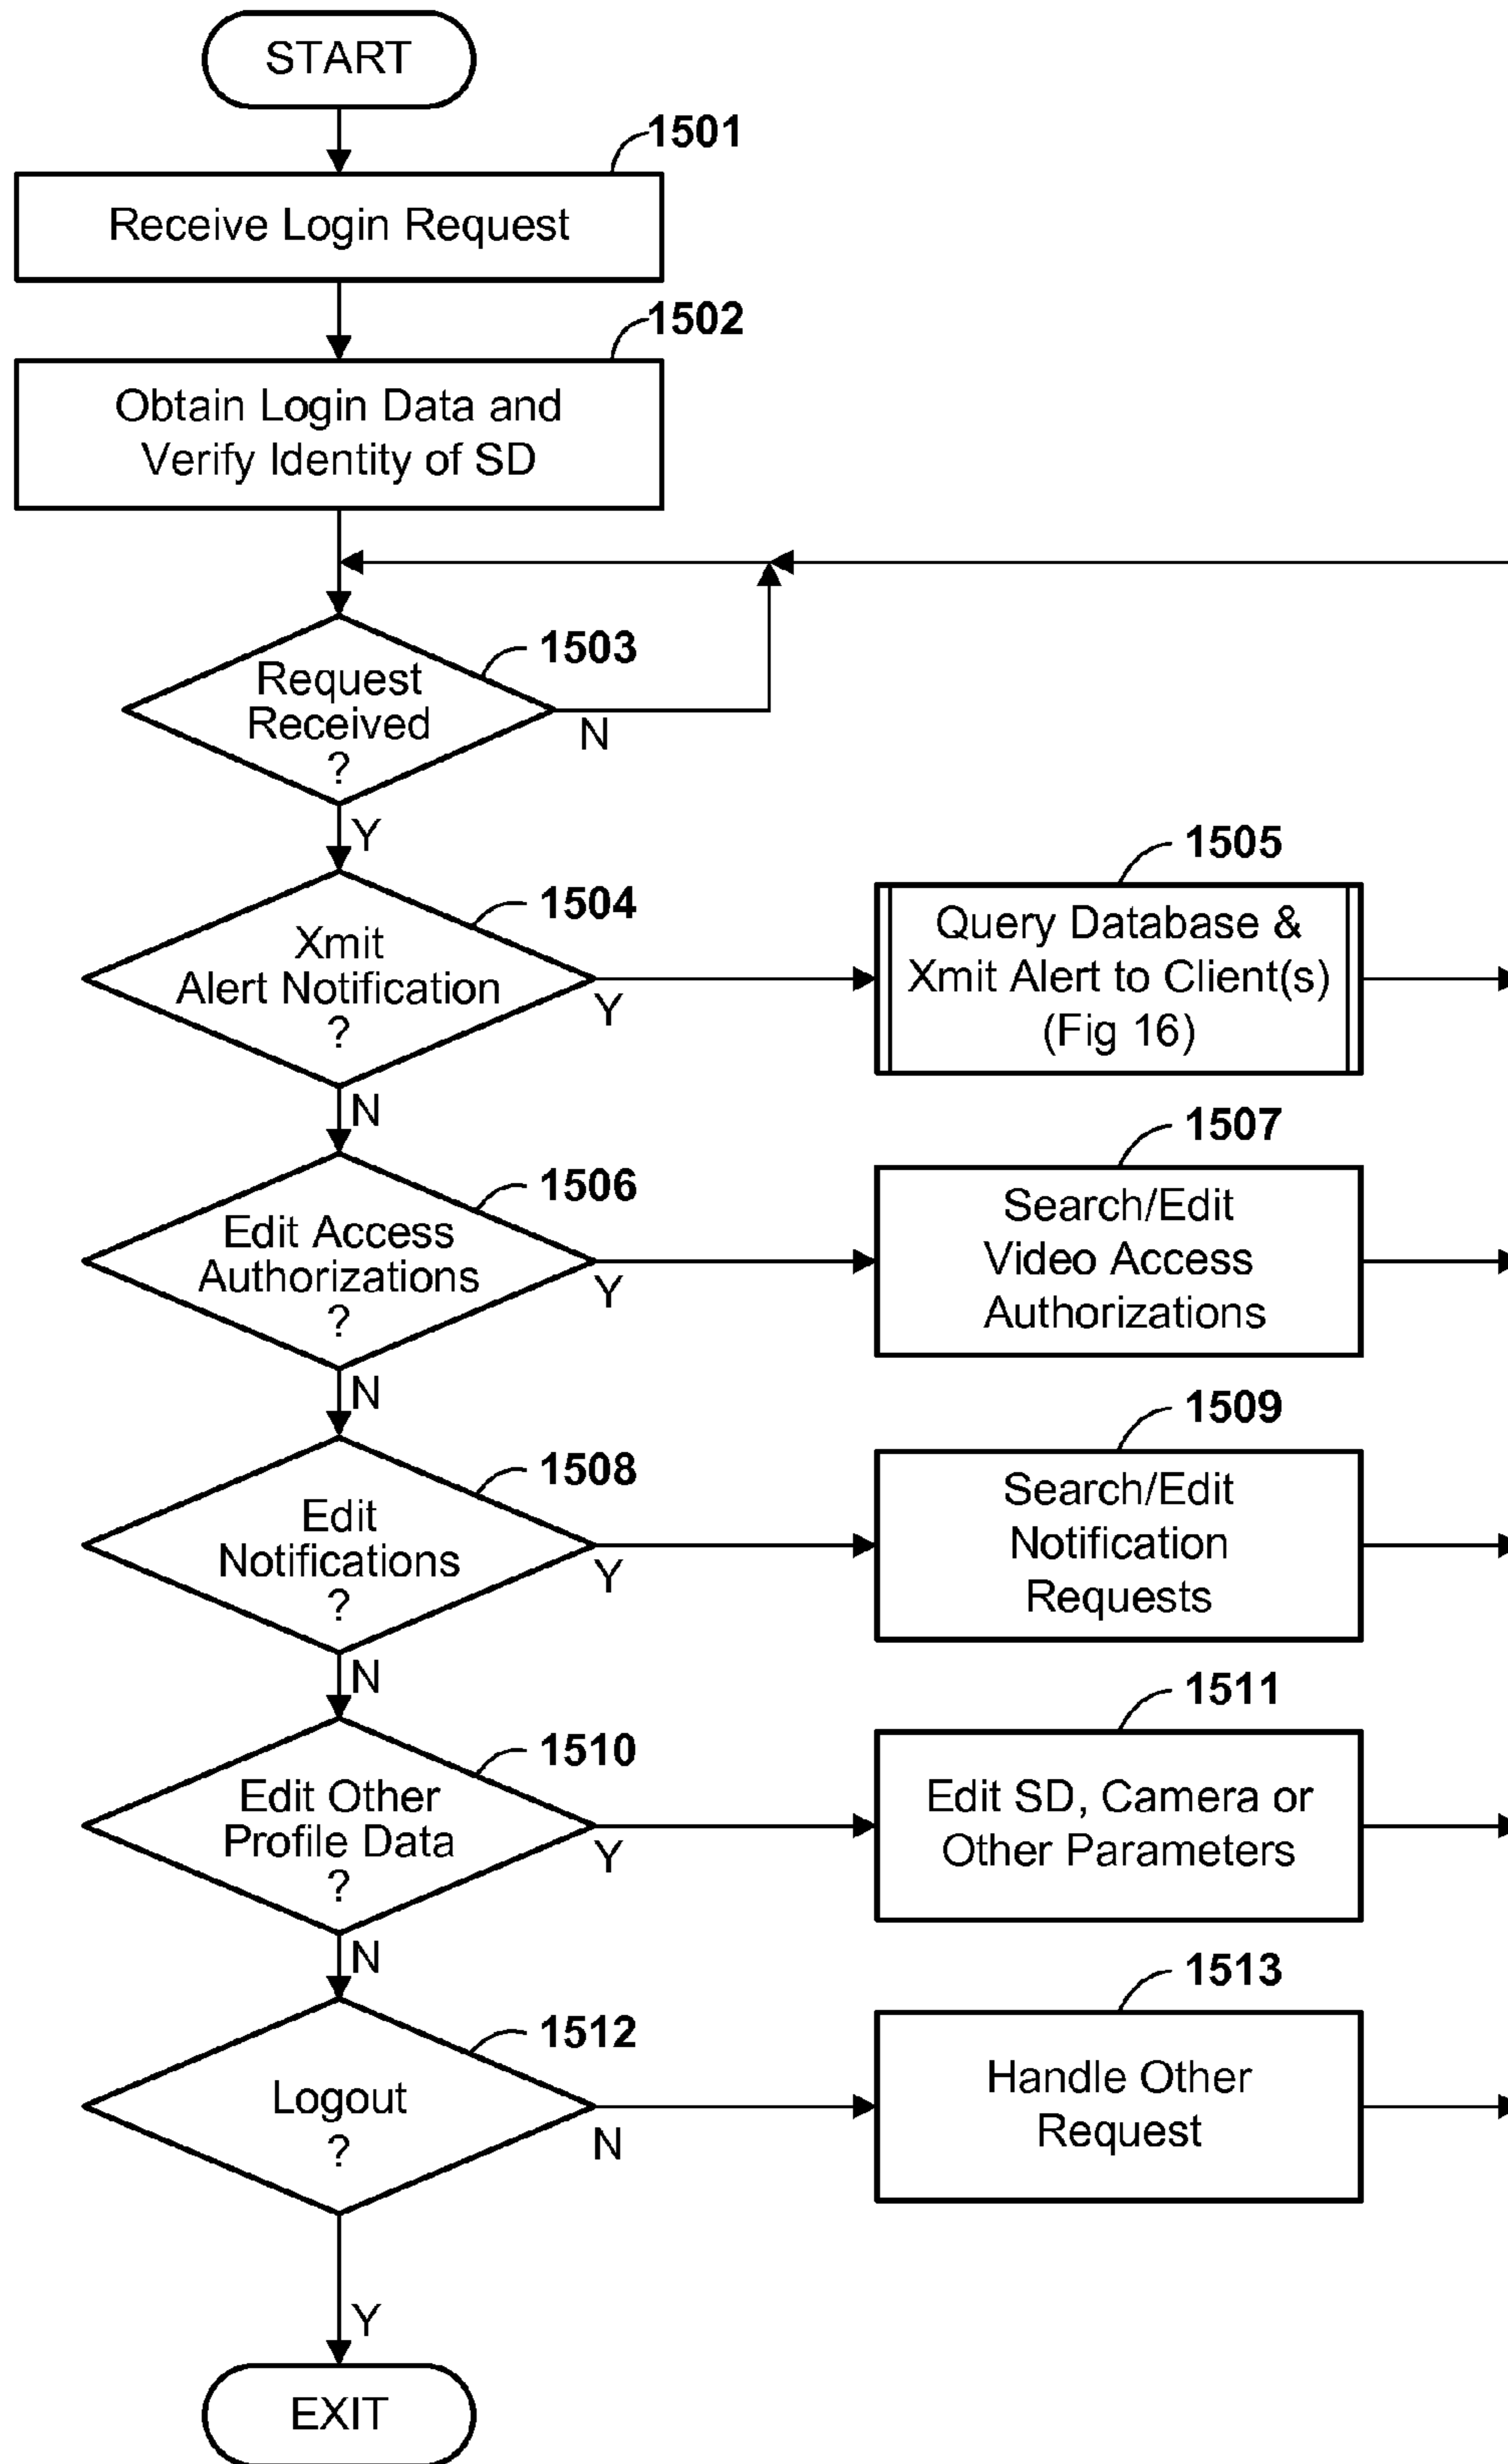 START
1501
Receive Login Request
1502
Obtain Login Data and
Verify Identity of SD
1503
Request
Received
?
N
Y
1504
Xmit
Alert Notification
?
Y
1505
Query Database &
Xmit Alert to Client(s)
(Fig 16)
N
1506
Edit Access
Authorizations
?
Y
1507
Search/Edit
Video Access
Authorizations
N
1508
Edit
Notifications
?
Y
1509
Search/Edit
Notification
Requests
N
1510
Edit Other
Profile Data
?
Y
1511
Edit SD, Camera or
Other Parameters
N
1512
Logout
?
N
1513
Handle Other
Request
Y
EXIT